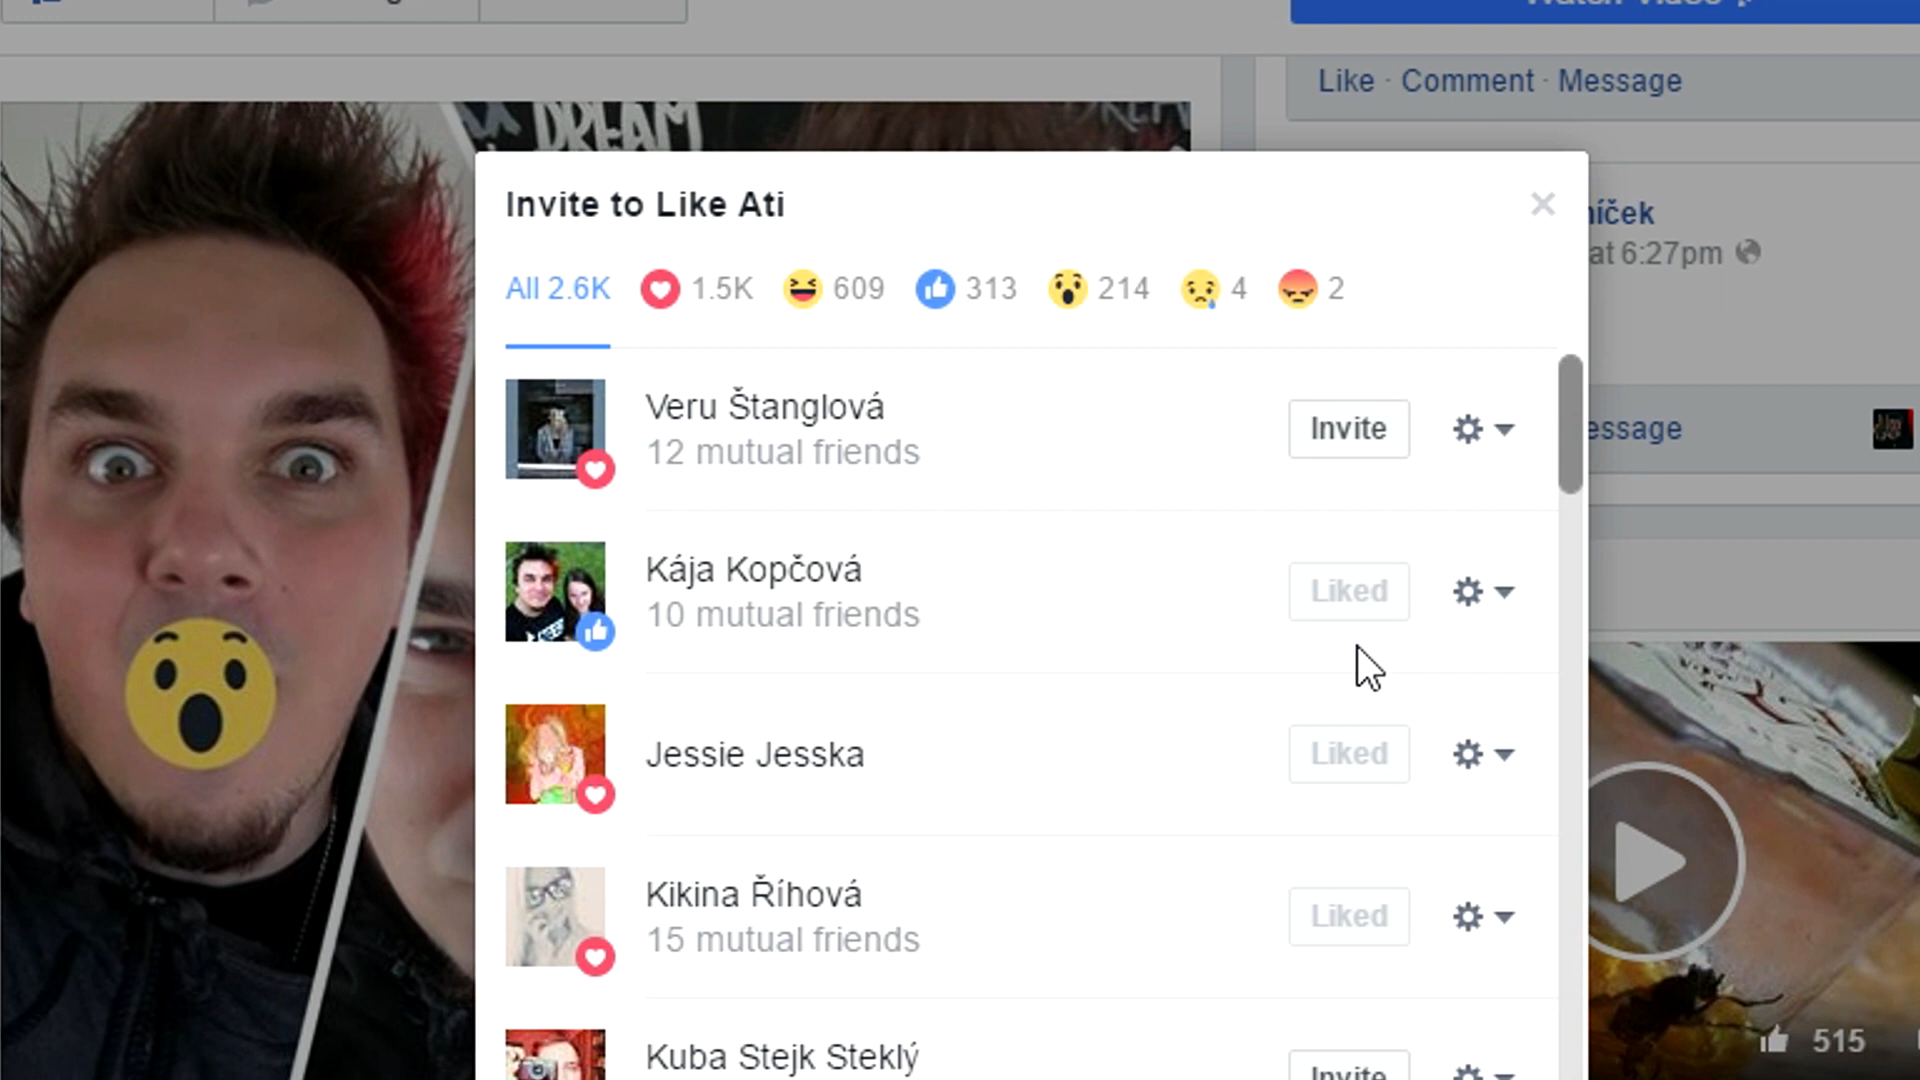 Like · Comment · Message
DREAM
Invite to Like Ati
níček
at 6:27pm
All 2.6K 1.5K 609 313 214 4 2
Veru Štanglová
12 mutual friends
Invite
essage
Kája Kopčová
10 mutual friends
Liked
Jessie Jesska
Liked
Kikina Říhová
15 mutual friends
Liked
Kuba Stejk Steklý
Invite
515